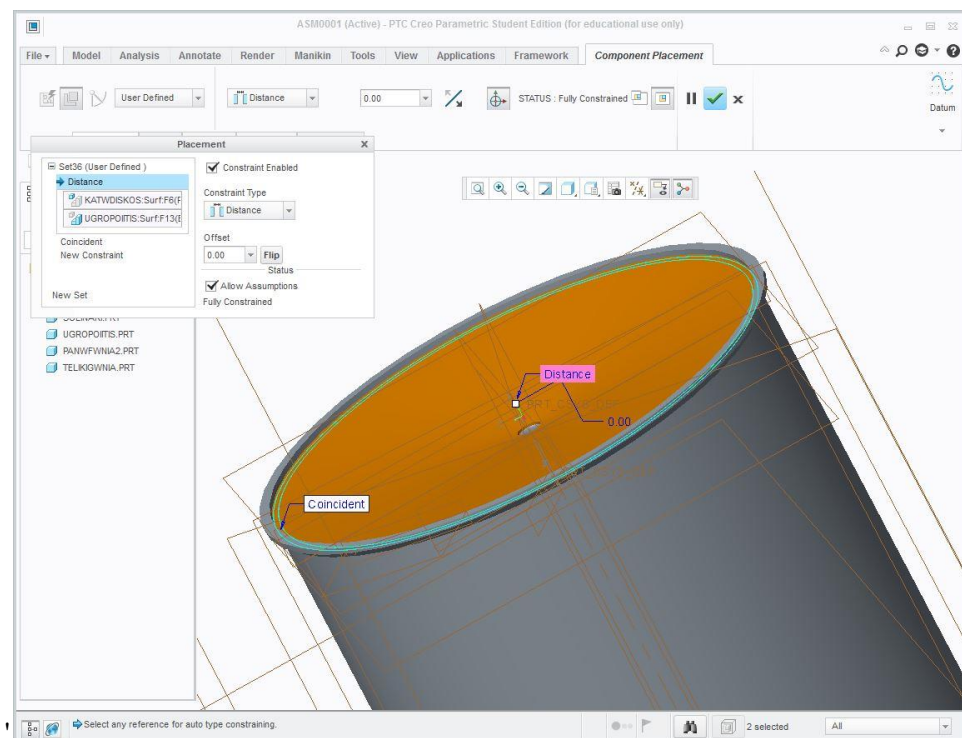 ASM0001 (Active) - PTC Creo Parametric Student Edition (for educational use only)
File Model Analysis Annotate Render Manikin Tools View Applications Framework Component Placement
User Defined Distance 0.00 STATUS : Fully Constrained
Datum
Placement
Set36 (User Defined )
Distance
KATWDISKOS:Surf:F6(F
UGROPOIITIS:Surf:F13(E
Coincident
New Constraint
New Set
Constraint Enabled
Constraint Type
Distance
Offset
0.00 Flip
Status
Allow Assumptions
Fully Constrained
UGROPOIITIS.PRT
PANWFWNIA2.PRT
TELIKIGWNIA.PRT
Distance
0.00
Coincident
Select any reference for auto type constraining.
2 selected
All